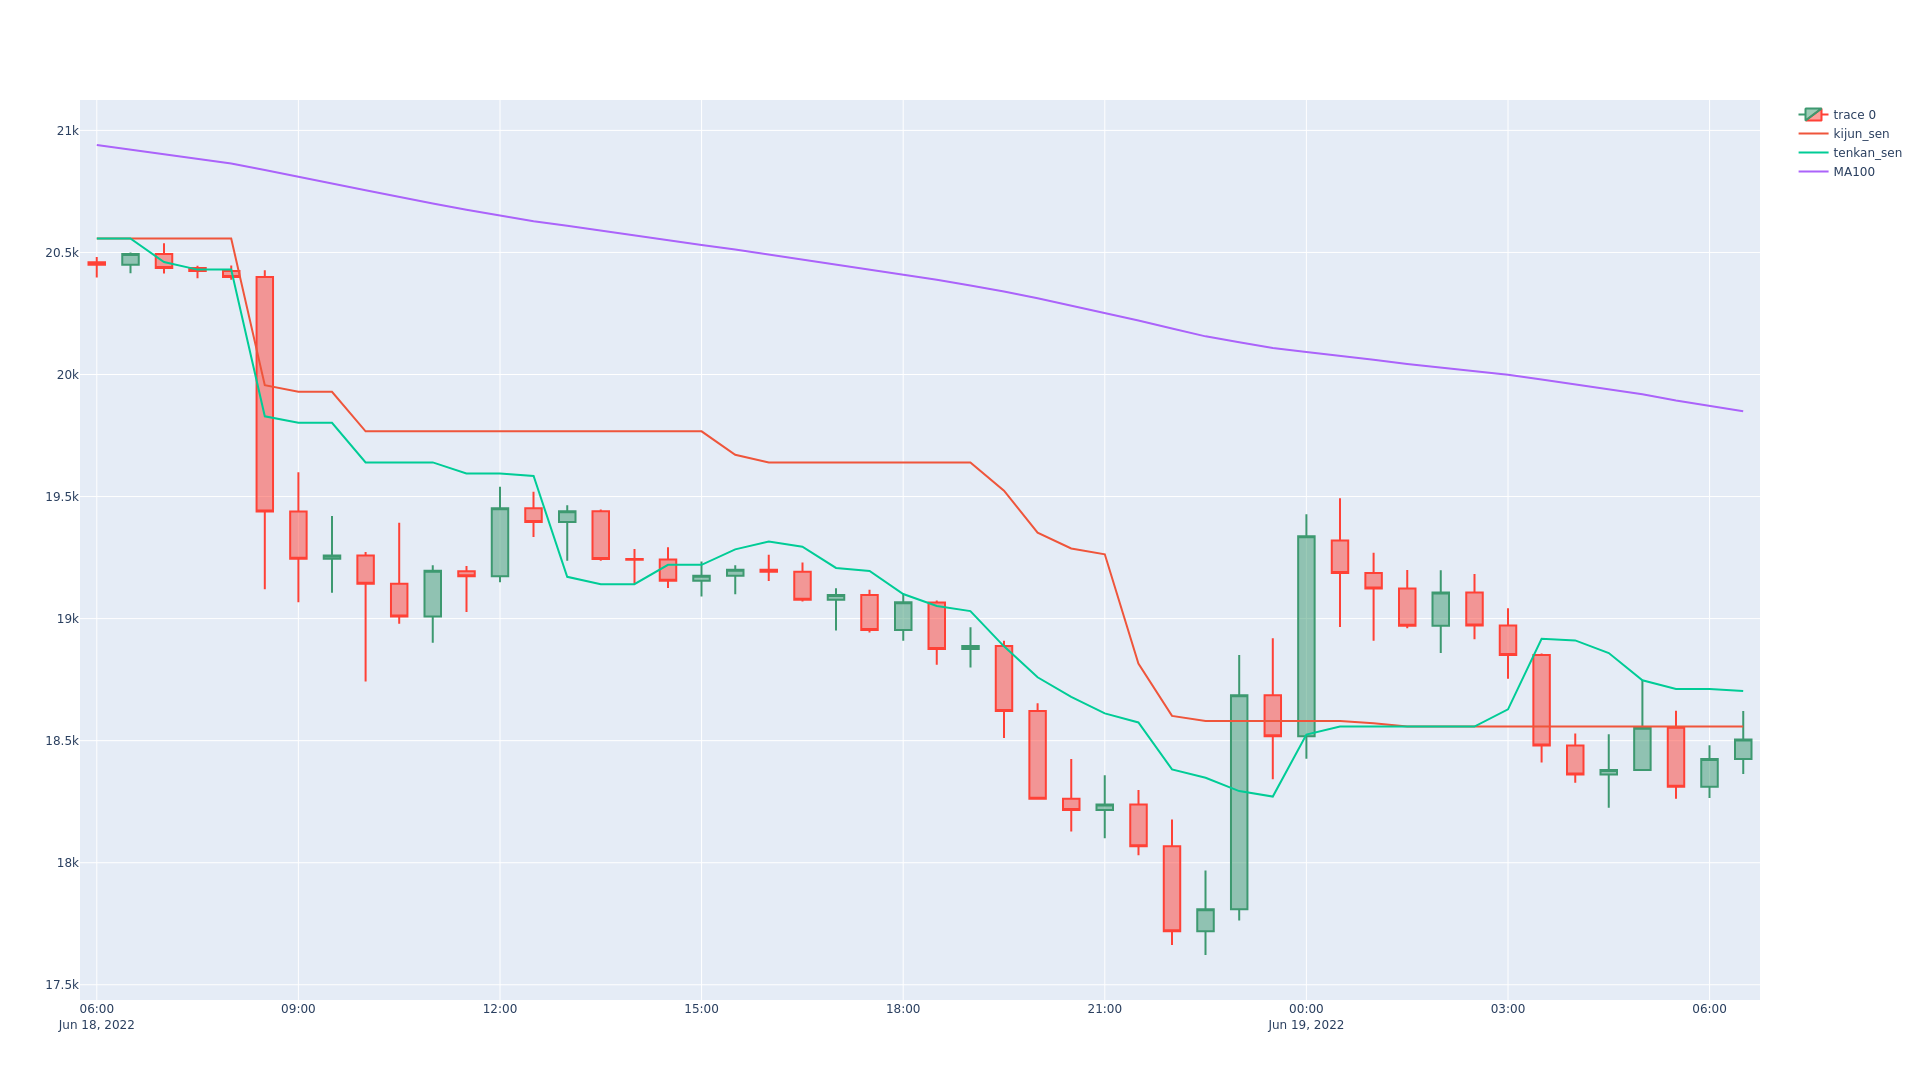 trace 0
kijun_sen
tenkan_sen
MA100
21k
20.5k
20k
19.5k
19k
18.5k
18k
17.5k
06:00 09:00 12:00 15:00 18:00 21:00 00:00 03:00 06:00
Jun 18, 2022 Jun 19, 2022